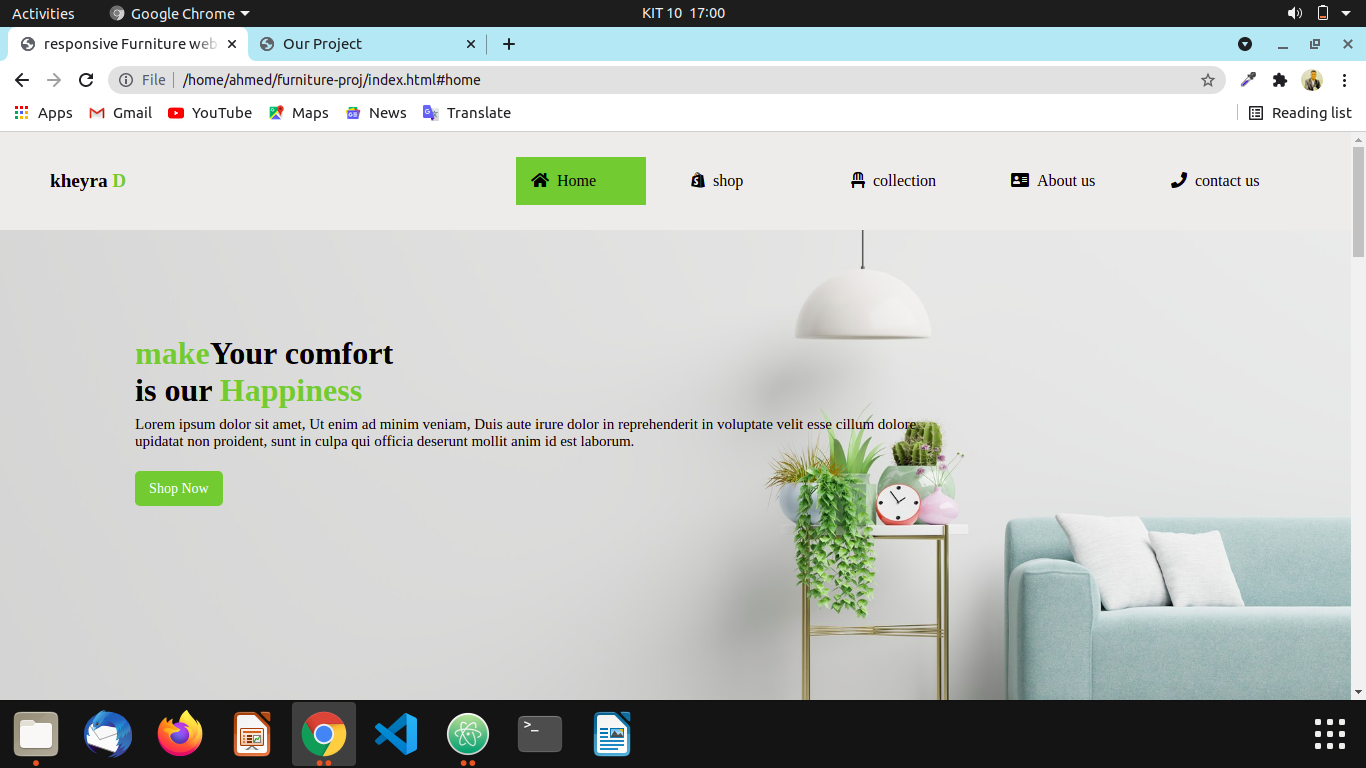 Activities Google Chrome KIT 10 17:00
responsive Furniture web Our Project
File /home/ahmed/furniture-proj/index.html#home
Apps Gmail YouTube Maps News Translate Reading list
kheyra D Home shop collection About us contact us
makeYour comfort
is our Happiness
Lorem ipsum dolor sit amet, Ut enim ad minim veniam, Duis aute irure dolor in reprehenderit in voluptate velit esse cillum dolore
upidatat non proident, sunt in culpa qui officia deserunt mollit anim id est laborum.
Shop Now